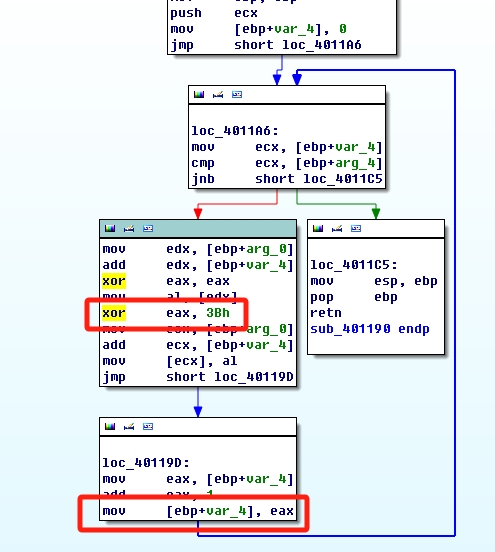 push ecx
mov [ebp+var_4], 0
jmp short loc_4011A6
loc_4011A6:
mov ecx, [ebp+var_4]
cmp ecx, [ebp+arg_4]
jnb short loc_4011C5
mov edx, [ebp+arg_0]
add edx, [ebp+var_4]
xor eax, eax
mov al, [edx]
xor eax, 3Bh
mov ecx, [ebp+arg_0]
add ecx, [ebp+var_4]
mov [ecx], al
jmp short loc_40119D
loc_4011C5:
mov esp, ebp
pop ebp
retn
sub_401190 endp
loc_40119D:
mov eax, [ebp+var_4]
add eax, 1
mov [ebp+var_4], eax